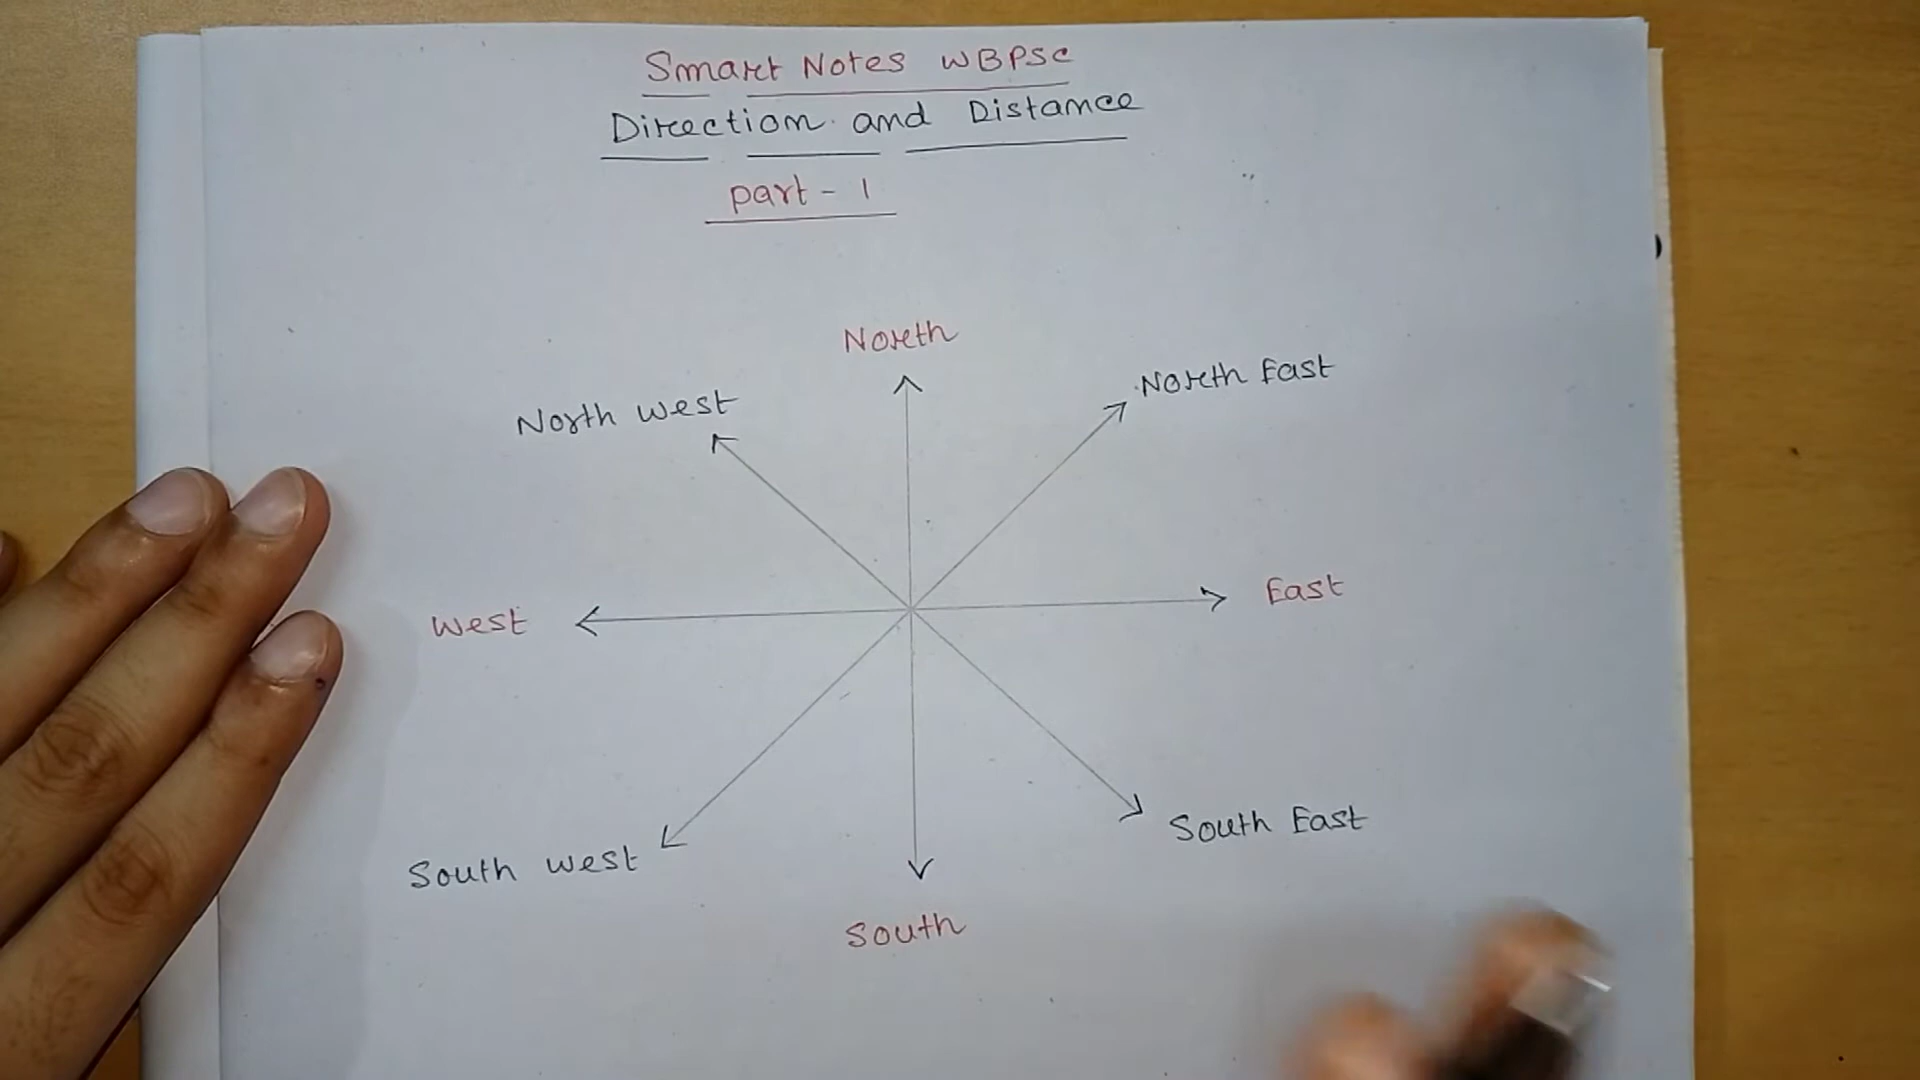 Smart Notes WBPSC
Direction and Distance
Part - 1
North
North East
North West
East
West
South East
South West
South